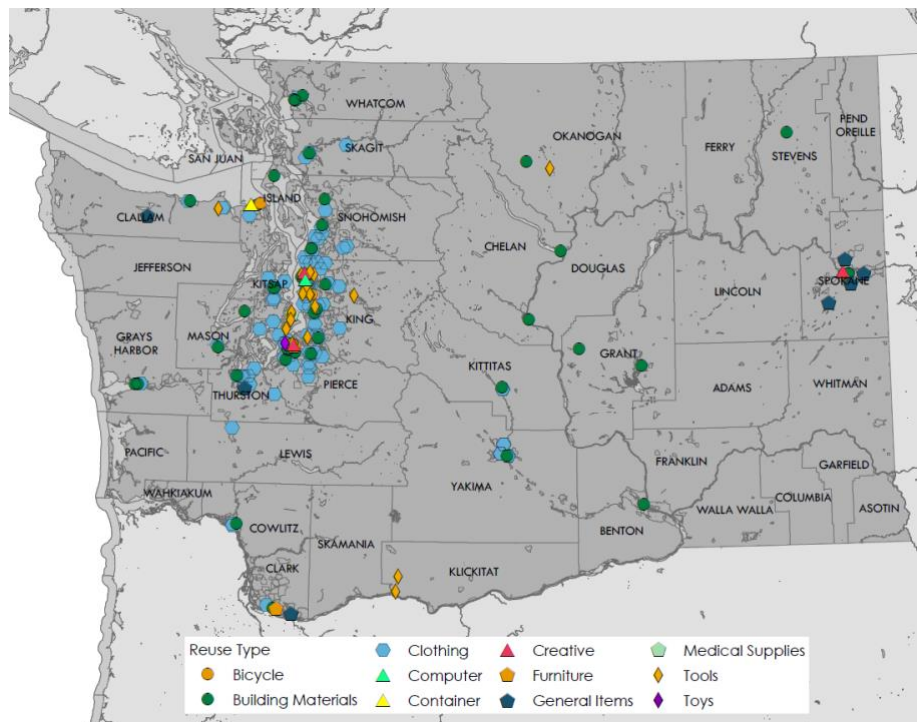 WHATCOM
OKANOGAN
PEND
OREILLE
FERRY
STEVENS
SAN JUAN
SKAGIT
ISLAND
CLALLAM
SNOHOMISH
CHELAN
DOUGLAS
JEFFERSON
KITSAP
LINCOLN
SPOKANE
KING
GRAYS
HARBOR
MASON
GRANT
KITTITAS
PIERCE
ADAMS
WHITMAN
THURSTON
PACIFIC
LEWIS
YAKIMA
FRANKLIN
GARFIELD
WAHKIAKUM
COLUMBIA
COWLITZ
BENTON
WALLA WALLA
ASOTIN
SKAMANIA
CLARK
KLICKITAT
Reuse Type
Bicycle
Building Materials
Clothing
Computer
Container
Creative
Furniture
General Items
Medical Supplies
Tools
Toys